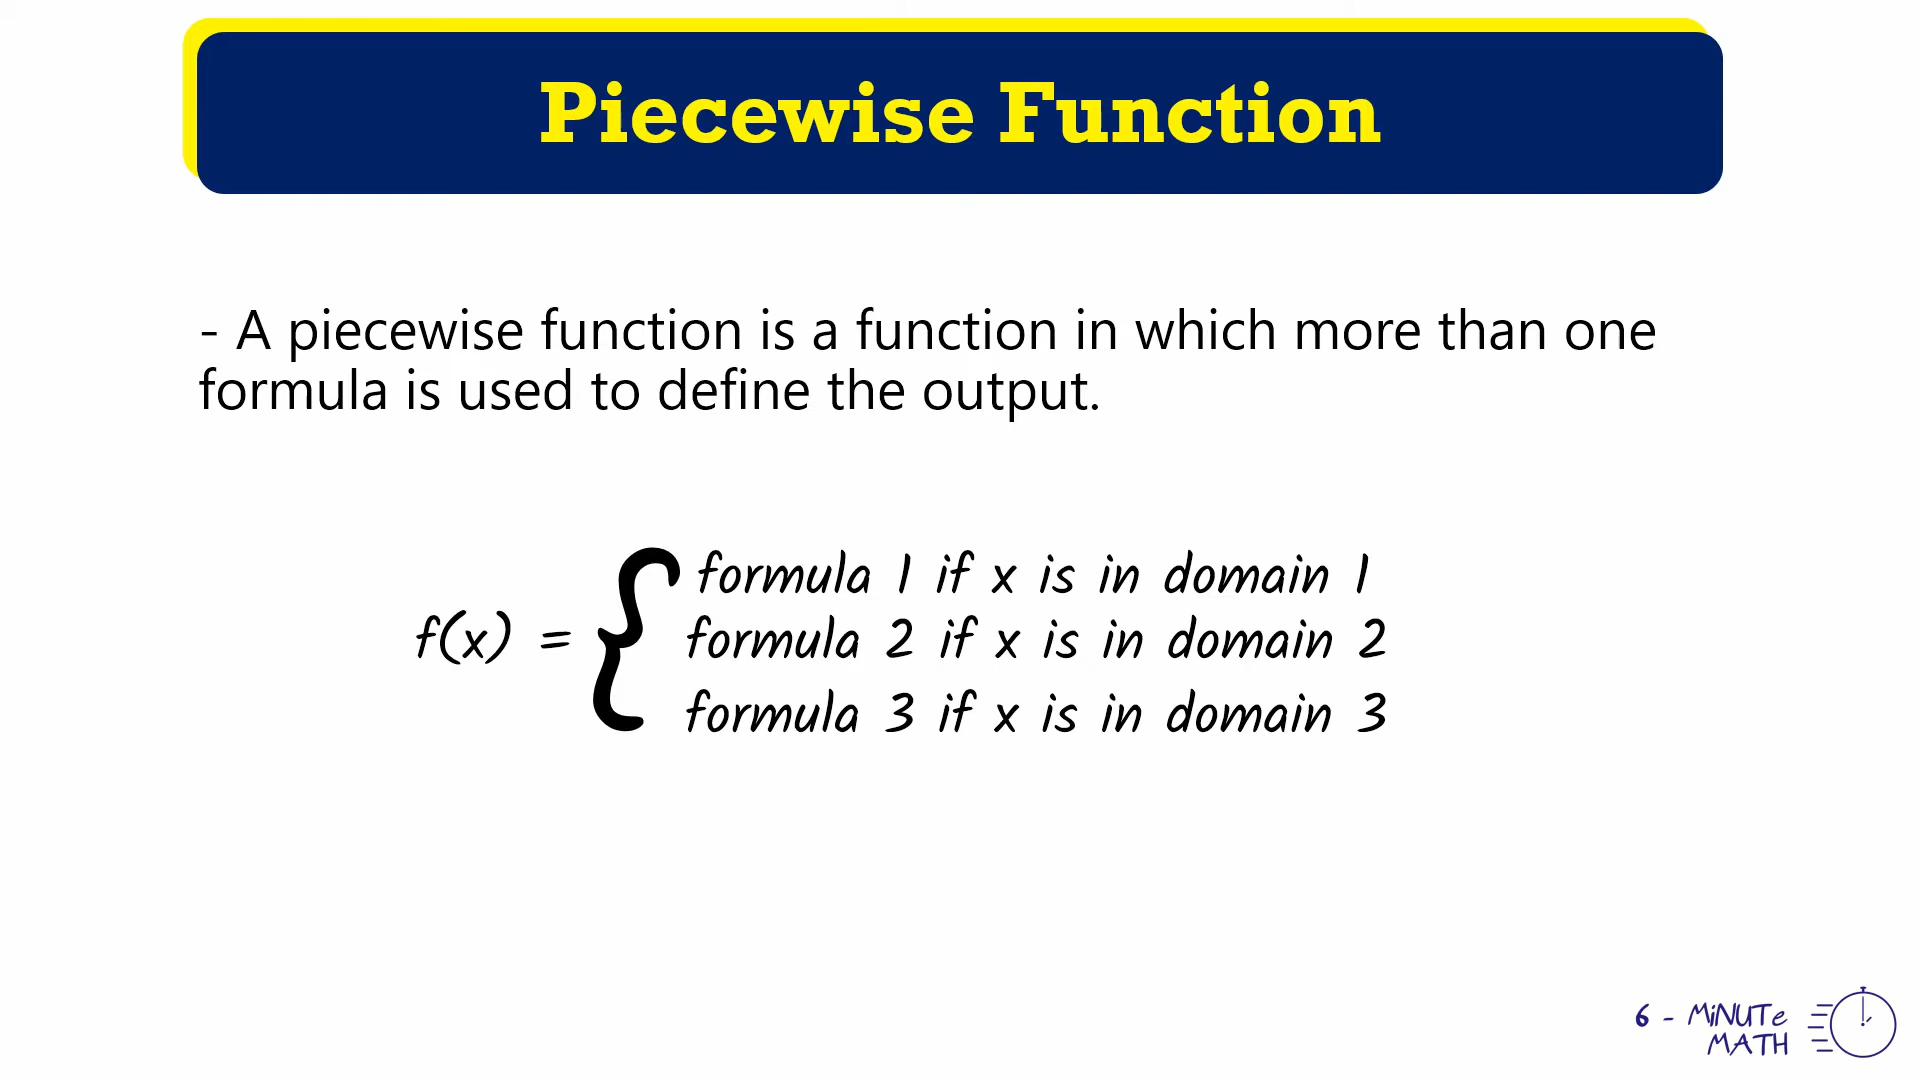 Piecewise Function
- A piecewise function is a function in which more than one
formula is used to define the output.
formula 1 if x is in domain 1
f(x) = { formula 2 if x is in domain 2
formula 3 if x is in domain 3
6 - MiNUTe
MATH